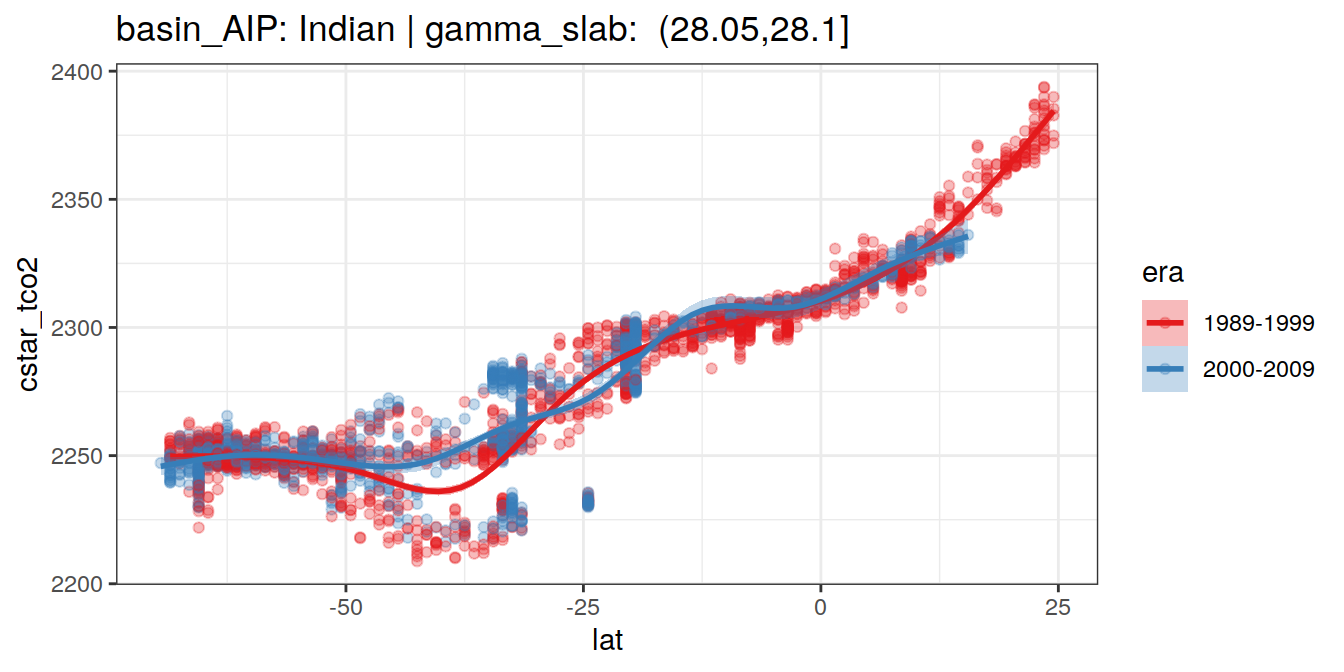 basin_AIP: Indian | gamma_slab:  (28.05,28.1]
2400
2350
2300
2250
2200
cstar_tco2
-50
-25
0
25
lat
era
1989-1999
2000-2009